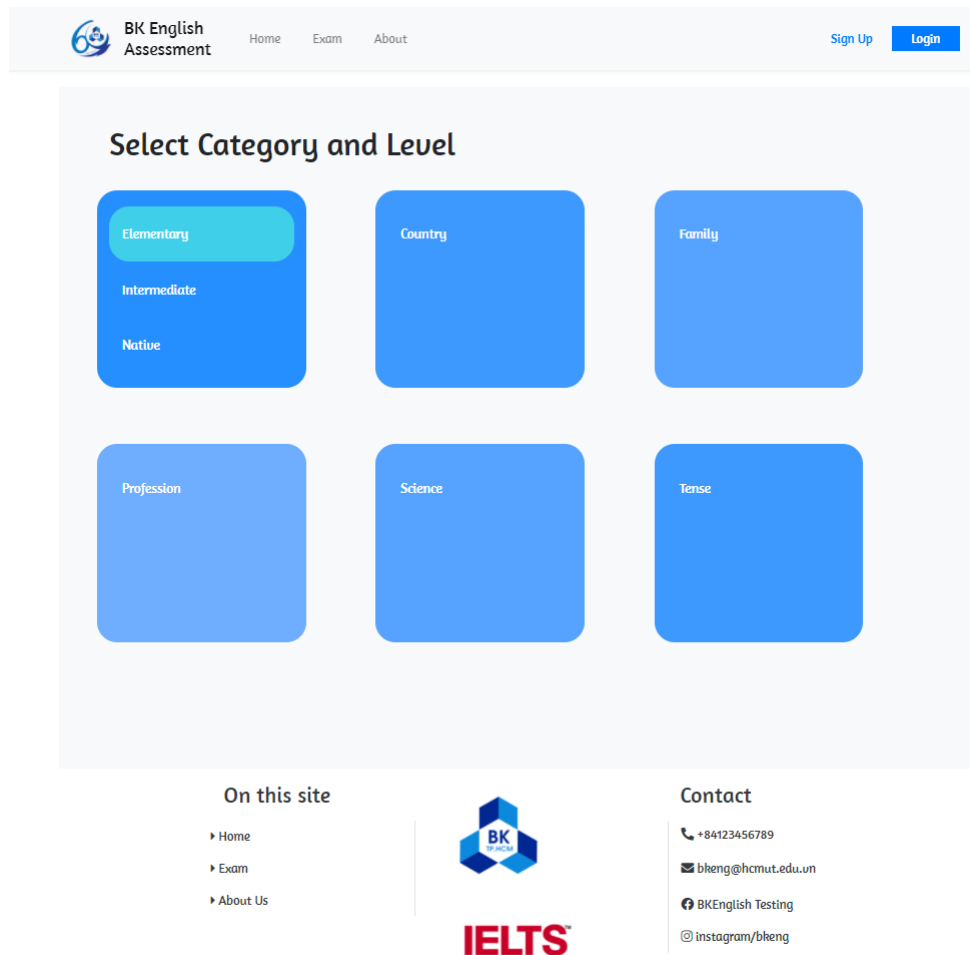 60 BK English
Assessment
Home Exam About
Sign Up Login
Select Category and Level
Elementary
Intermediate
Native
Country
Family
Profession
Science
Tense
On this site
Home
Exam
About Us
BK
TP.HCM
IELTS™
Contact
+84123456789
bkeng@hcmut.edu.vn
BKEnglish Testing
instagram/bkeng